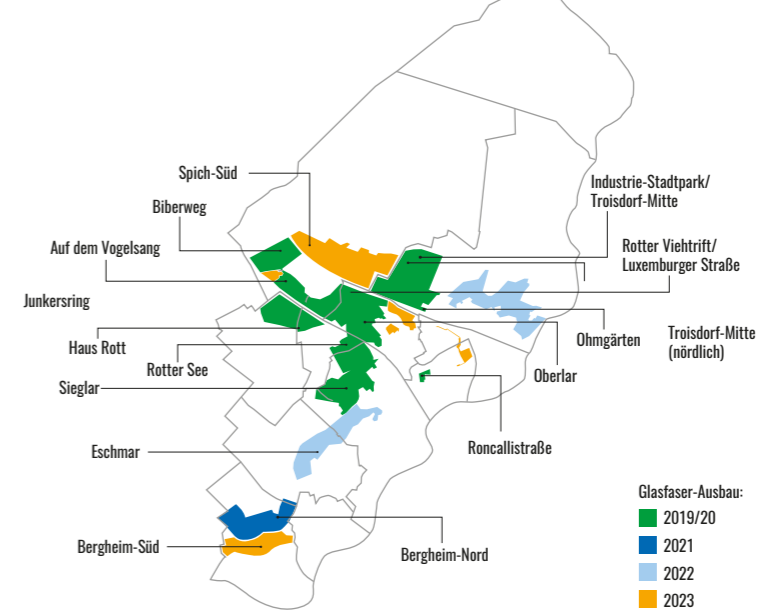 Spich-Süd
Industrie-Stadtpark/
Troisdorf-Mitte
Biberweg
Rotter Viehtrift/
Luxemburger Straße
Auf dem Vogelsang
Junkersring
Ohmgärten
Troisdorf-Mitte
(nördlich)
Haus Rott
Rotter See
Oberlar
Sieglar
Roncallistraße
Eschmar
Bergheim-Süd
Bergheim-Nord
Glasfaser-Ausbau:
2019/20
2021
2022
2023